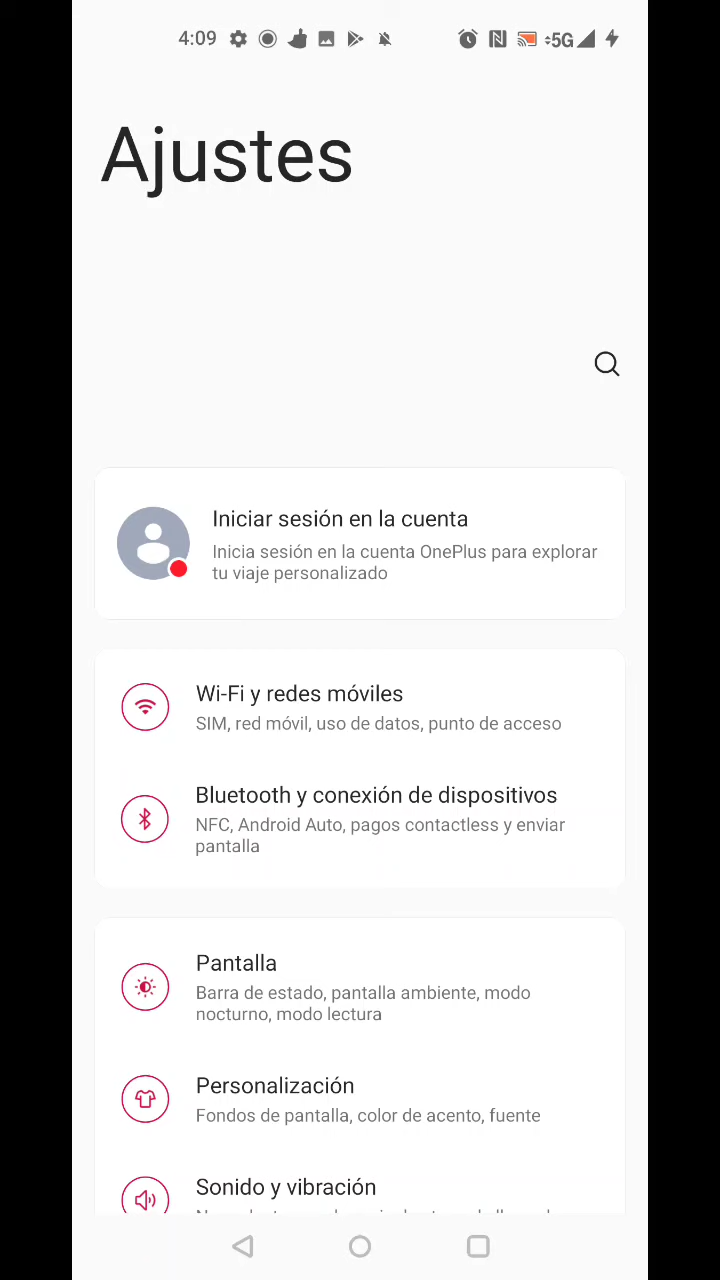 4:09
5G
Ajustes
Iniciar sesión en la cuenta
Inicia sesión en la cuenta OnePlus para explorar
tu viaje personalizado
Wi-Fi y redes móviles
SIM, red móvil, uso de datos, punto de acceso
Bluetooth y conexión de dispositivos
NFC, Android Auto, pagos contactless y enviar
pantalla
Pantalla
Barra de estado, pantalla ambiente, modo
nocturno, modo lectura
Personalización
Fondos de pantalla, color de acento, fuente
Sonido y vibración